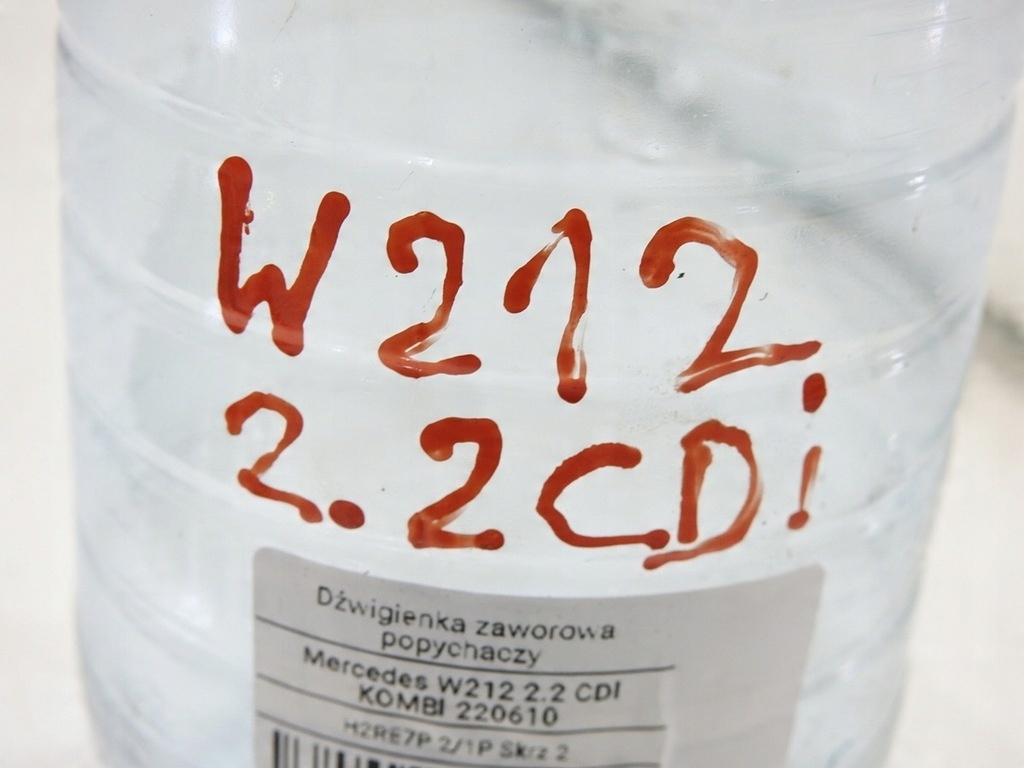 W212
2.2CDi
Dźwigienka zaworowa
popychaczy
Mercedes W212 2.2 CDI
KOMBI 220610
H2RE7P 2/1P Skrz 2